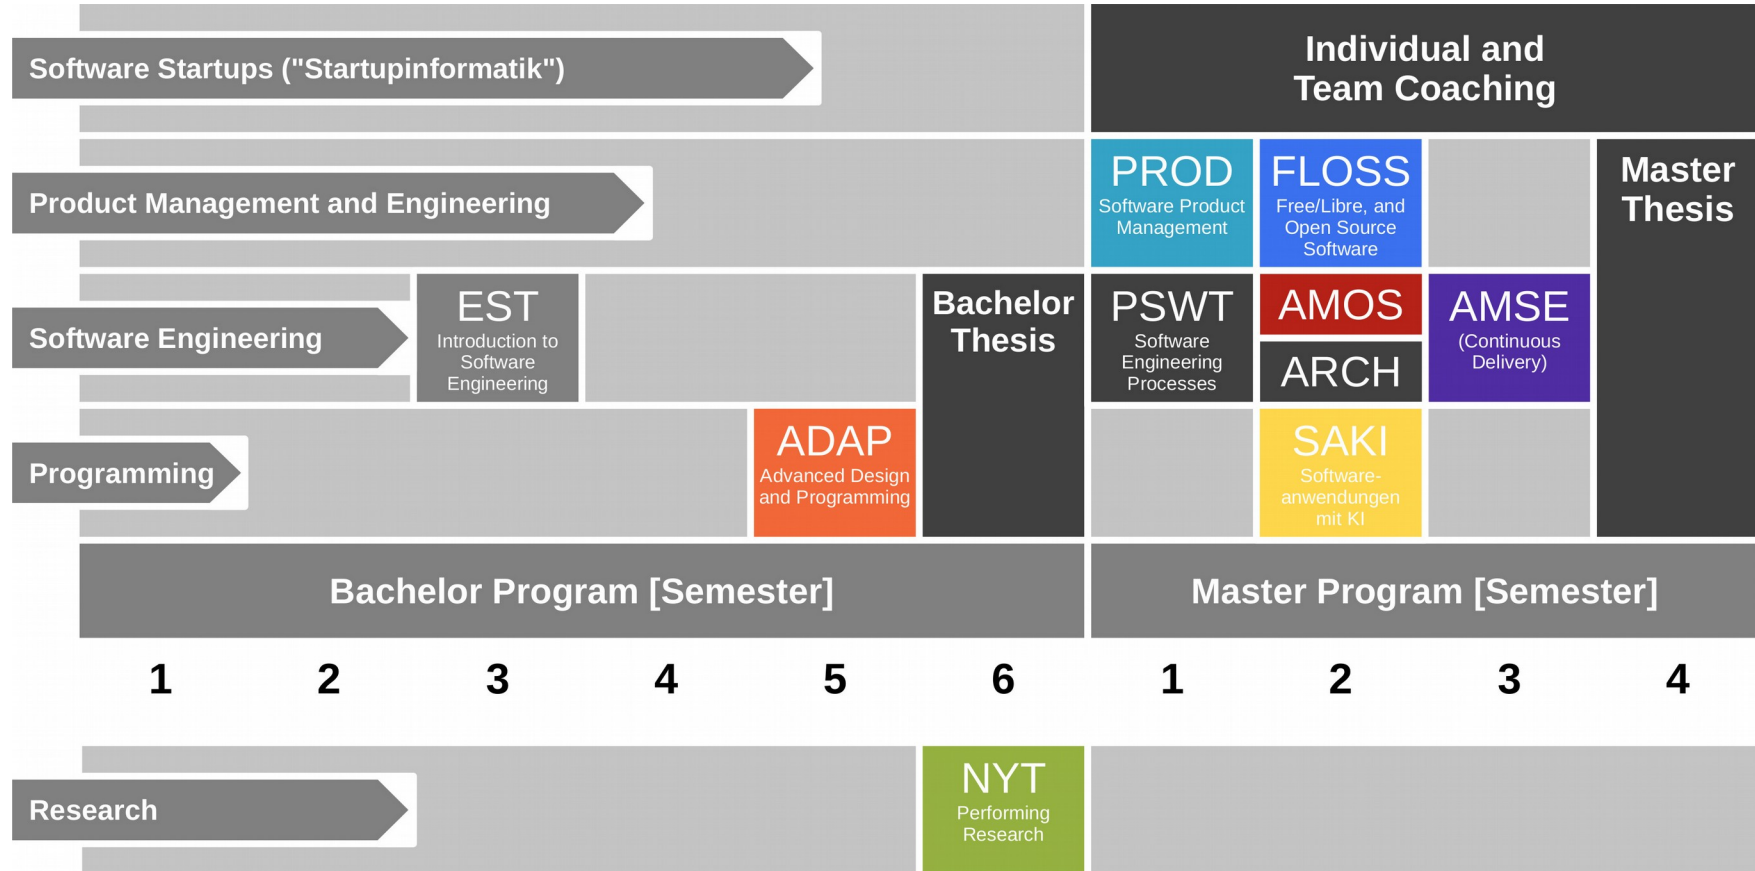 Software Startups ("Startupinformatik")
Individual and
Team Coaching
Product Management and Engineering
PROD
Software Product
Management
FLOSS
Free/Libre, and
Open Source
Software
Master
Thesis
Software Engineering
EST
Introduction to
Software
Engineering
Bachelor
Thesis
PSWT
Software
Engineering
Processes
AMOS
ARCH
AMSE
(Continuous
Delivery)
Programming
ADAP
Advanced Design
and Programming
SAKI
Software-
anwendungen
mit KI
Bachelor Program [Semester]
Master Program [Semester]
1 2 3 4 5 6 1 2 3 4
Research
NYT
Performing
Research